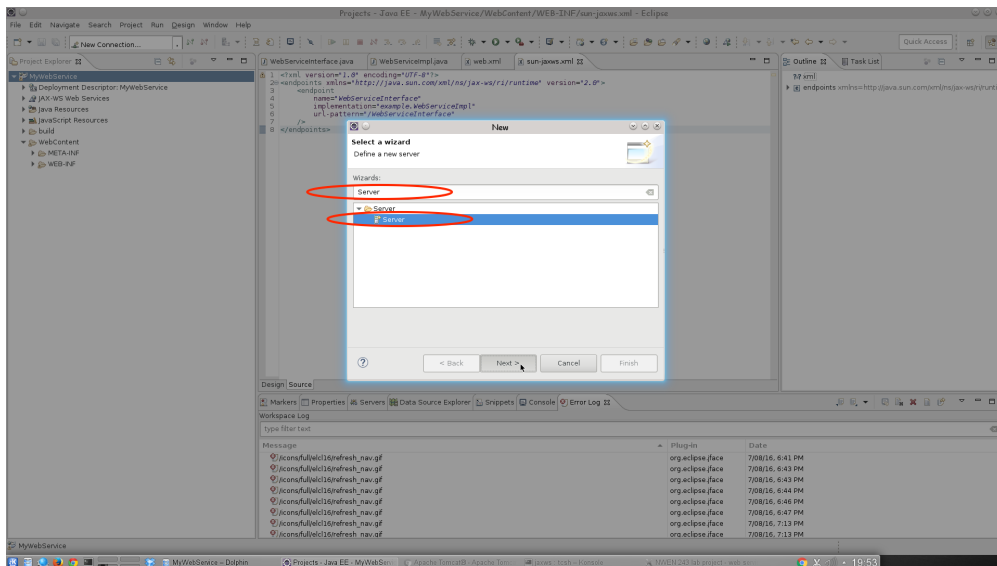 Projects - Java EE - MyWebService/WebContent/WEB-INF/sun-jaxws.xml - Eclipse
File Edit Navigate Search Project Run Design Window Help
New Connection...
Quick Access
Project Explorer
WebServiceInterface.java
WebServiceImpl.java
web.xml
sun-jaxws.xml
Outline
Task List
MyWebService
Deployment Descriptor: MyWebService
JAX-WS Web Services
Java Resources
JavaScript Resources
build
WebContent
META-INF
WEB-INF
1 <?xml version="1.0" encoding="UTF-8"?>
2 <endpoints xmlns="http://java.sun.com/xml/ns/jax-ws/ri/runtime" version="2.0">
3 <endpoint
4 name="WebServiceInterface"
5 implementation="example.WebServiceImpl"
6 url-pattern="/WebServiceInterface"
7 />
8 </endpoints>
xml
endpoints xmlns=http://java.sun.com/xml/ns/jax-ws/ri/runti
New
Select a wizard
Define a new server
Wizards:
Server
Server
Server
< Back
Next >
Cancel
Finish
Design Source
Markers Properties Servers Data Source Explorer Snippets Console Error Log
Workspace Log
type filter text
Message Plug-in Date
/icons/full/elcl16/refresh_nav.gif org.eclipse.jface 7/08/16, 6:41 PM
/icons/full/elcl16/refresh_nav.gif org.eclipse.jface 7/08/16, 6:43 PM
/icons/full/elcl16/refresh_nav.gif org.eclipse.jface 7/08/16, 6:43 PM
/icons/full/elcl16/refresh_nav.gif org.eclipse.jface 7/08/16, 6:44 PM
/icons/full/elcl16/refresh_nav.gif org.eclipse.jface 7/08/16, 6:46 PM
/icons/full/elcl16/refresh_nav.gif org.eclipse.jface 7/08/16, 6:47 PM
/icons/full/elcl16/refresh_nav.gif org.eclipse.jface 7/08/16, 7:13 PM
/icons/full/elcl16/refresh_nav.gif org.eclipse.jface 7/08/16, 7:13 PM
MyWebService
MyWebService – Dolphin
Projects - Java EE - MyWebServ
19:53